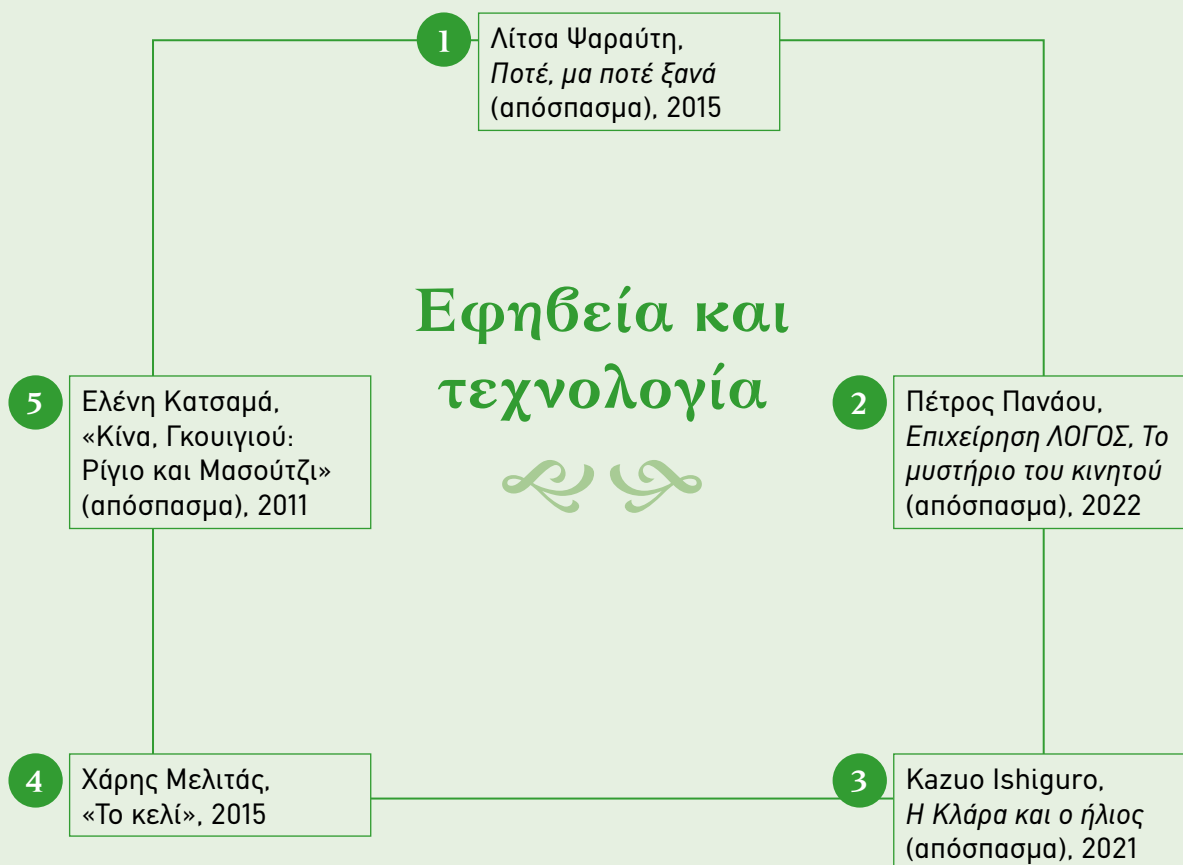 1
Λίτσα Ψαραύτη,
Ποτέ, μα ποτέ ξανά
(απόσπασμα), 2015
Εφηβεία και
τεχνολογία
2
Πέτρος Πανάου,
Επιχείρηση ΛΟΓΟΣ, Το
μυστήριο του κινητού
(απόσπασμα), 2022
3
Kazuo Ishiguro,
Η Κλάρα και ο ήλιος
(απόσπασμα), 2021
4
Χάρης Μελιτάς,
«Το κελί», 2015
5
Ελένη Κατσαμά,
«Κίνα, Γκουιγιού:
Ρίγιο και Μασούτζι»
(απόσπασμα), 2011